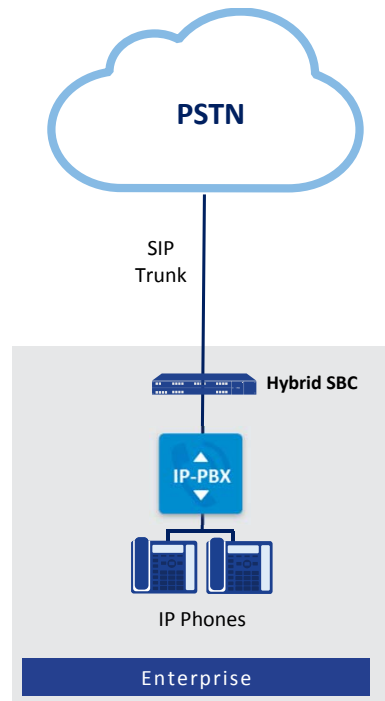 PSTN
SIP
Trunk
Hybrid SBC
IP-PBX
IP Phones
Enterprise